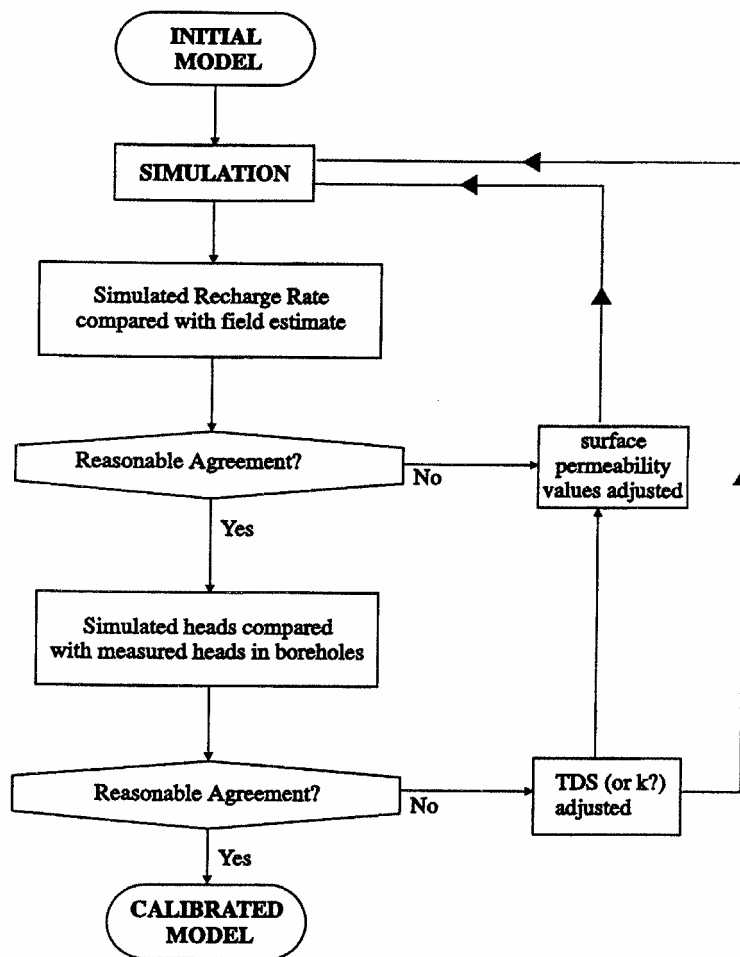 INITIAL
MODEL
SIMULATION
Simulated Recharge Rate
compared with field estimate
Reasonable Agreement?
No
surface
permeability
values adjusted
Yes
Simulated heads compared
with measured heads in boreholes
Reasonable Agreement?
No
TDS (or k?)
adjusted
Yes
CALIBRATED
MODEL